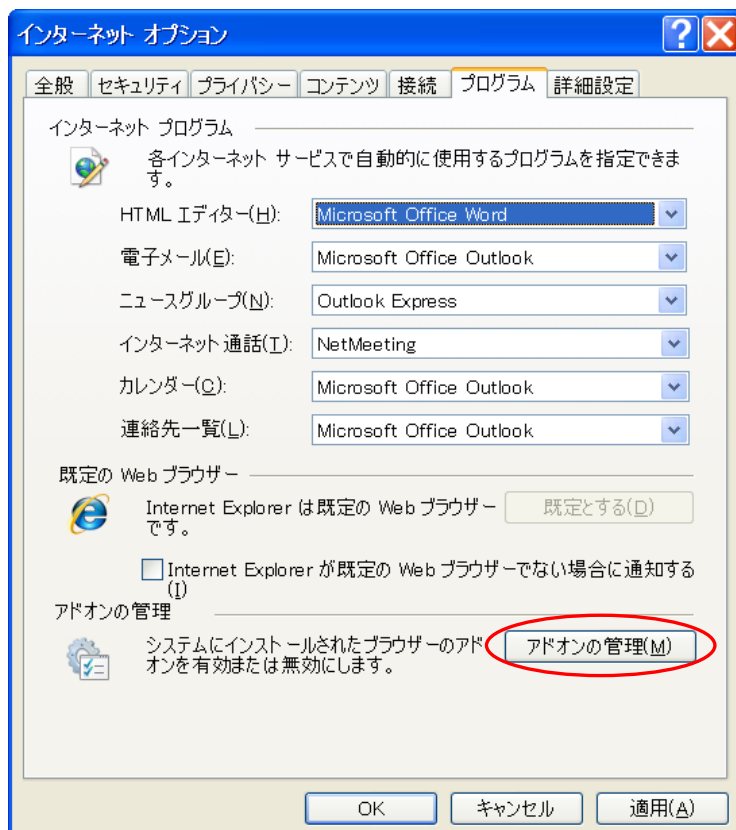 インターネット オプション
全般 セキュリティ プライバシー コンテンツ 接続 プログラム 詳細設定
インターネット プログラム
各インターネット サービスで自動的に使用するプログラムを指定できま
す。
HTML エディター(H): Microsoft Office Word
電子メール(E): Microsoft Office Outlook
ニュースグループ(N): Outlook Express
インターネット通話(T): NetMeeting
カレンダー(C): Microsoft Office Outlook
連絡先一覧(L): Microsoft Office Outlook
既定の Web ブラウザー
Internet Explorer は既定の Web ブラウザー
です。
既定とする(D)
Internet Explorer が既定の Web ブラウザーでない場合に通知する
(I)
アドオンの管理
システムにインストールされたブラウザーのアド
オンを有効または無効にします。
アドオンの管理(M)
OK キャンセル 適用(A)